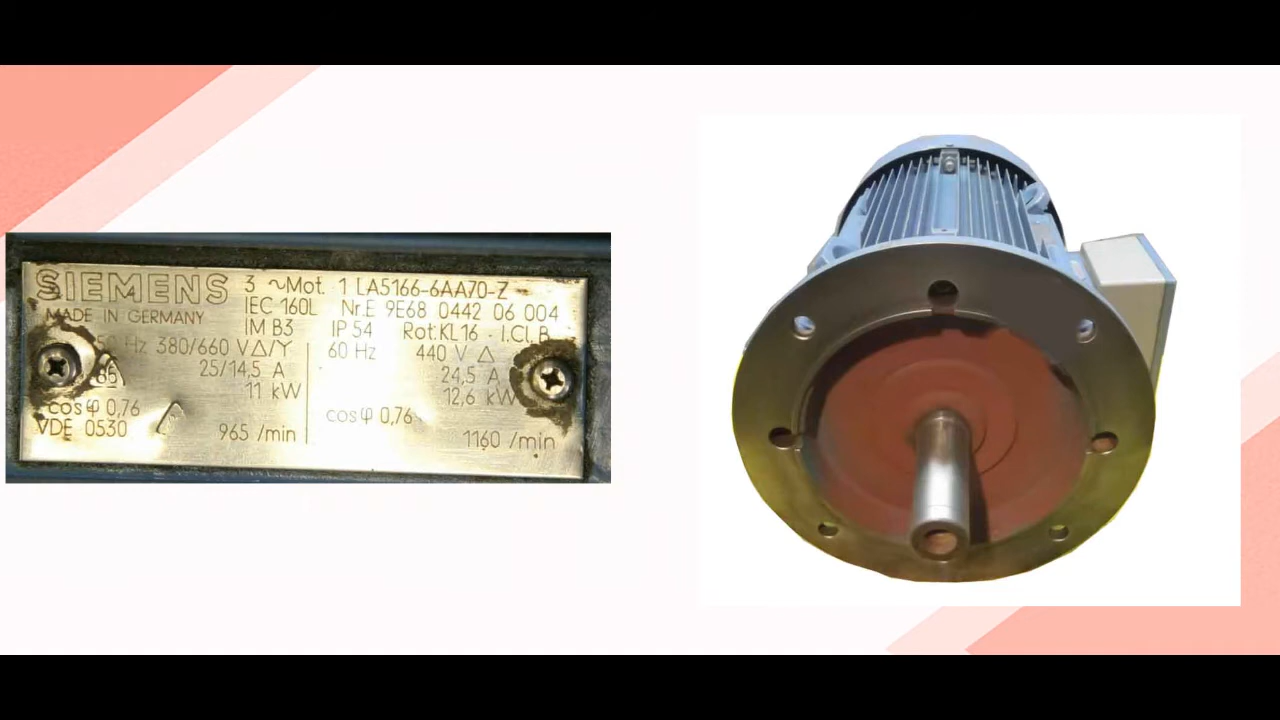 SIEMENS 3 ~Mot. 1 LA5166-6AA70-Z
MADE IN GERMANY IEC 160L Nr.E 9E68 0442 06 004
IM B3 IP 54 Rot.KL16 · I.Cl.B
50 Hz 380/660 V△/Y 60 Hz 440 V △
25/14,5 A 24,5 A
11 kW 12,6 kW
cosφ 0,76 cosφ 0,76
VDE 0530 965 /min 1160 /min